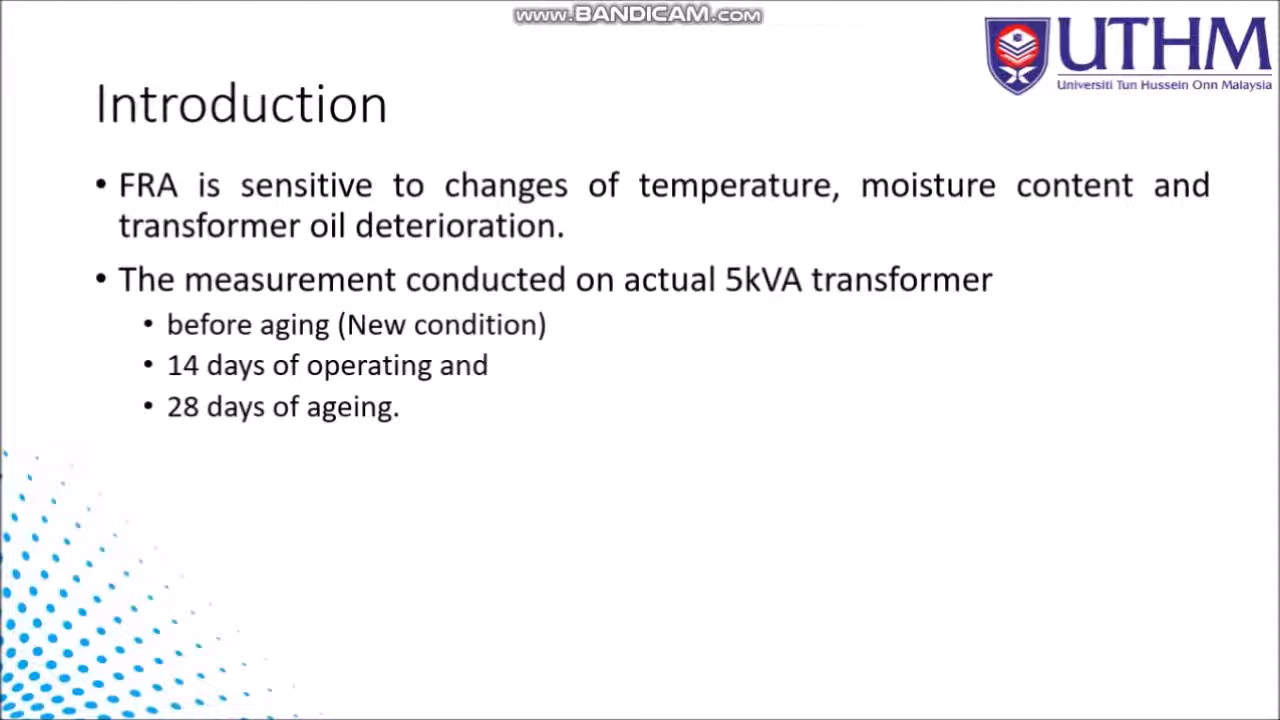 www.BANDICAM.com
UTHM
Universiti Tun Hussein Onn Malaysia
Introduction
• FRA is sensitive to changes of temperature, moisture content and
transformer oil deterioration.
• The measurement conducted on actual 5kVA transformer
• before aging (New condition)
• 14 days of operating and
• 28 days of ageing.